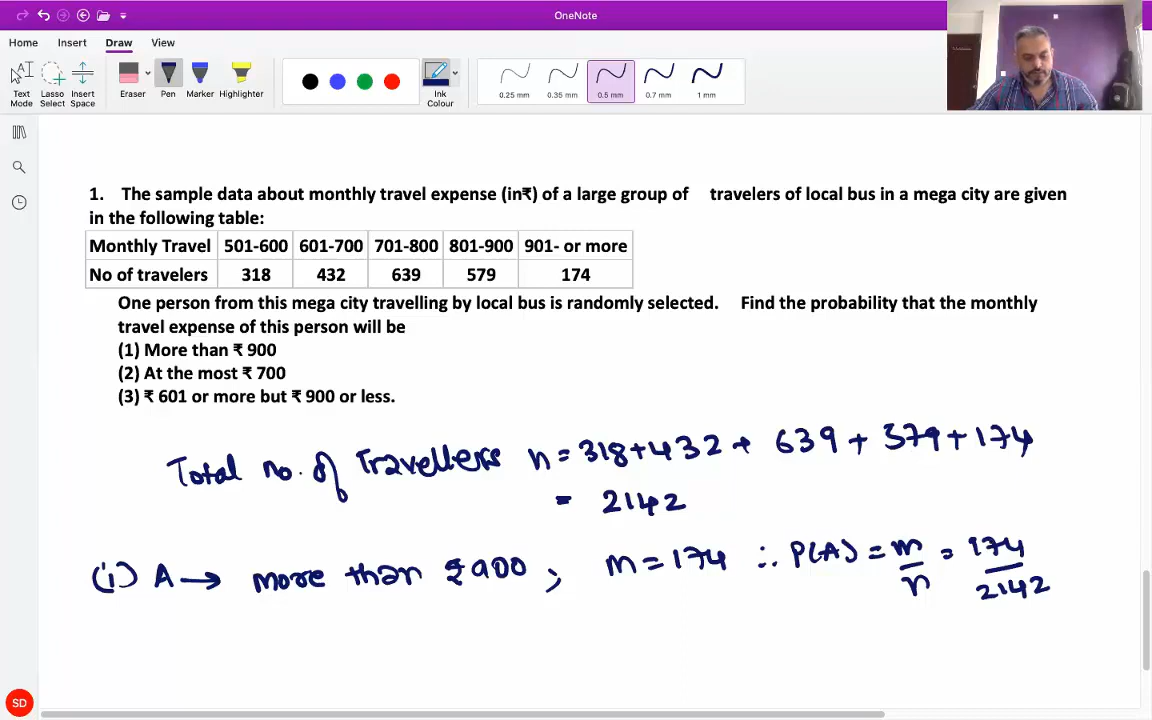 OneNote
Home Insert Draw View
Text Mode Lasso Select Insert Space Eraser Pen Marker Highlighter Ink Colour 0.25 mm 0.35 mm 0.5 mm 0.7 mm 1 mm
1. The sample data about monthly travel expense (in₹) of a large group of travelers of local bus in a mega city are given
in the following table:
Monthly Travel 501-600 601-700 701-800 801-900 901- or more
No of travelers 318 432 639 579 174
One person from this mega city travelling by local bus is randomly selected. Find the probability that the monthly
travel expense of this person will be
(1) More than ₹ 900
(2) At the most ₹ 700
(3) ₹ 601 or more but ₹ 900 or less.
Total no. of Travellers n = 318+432 + 639 + 579 + 174
= 2142
(i) A → more than ₹900 ; m = 174 ∴ P(A) = m/n = 174/2142
SD